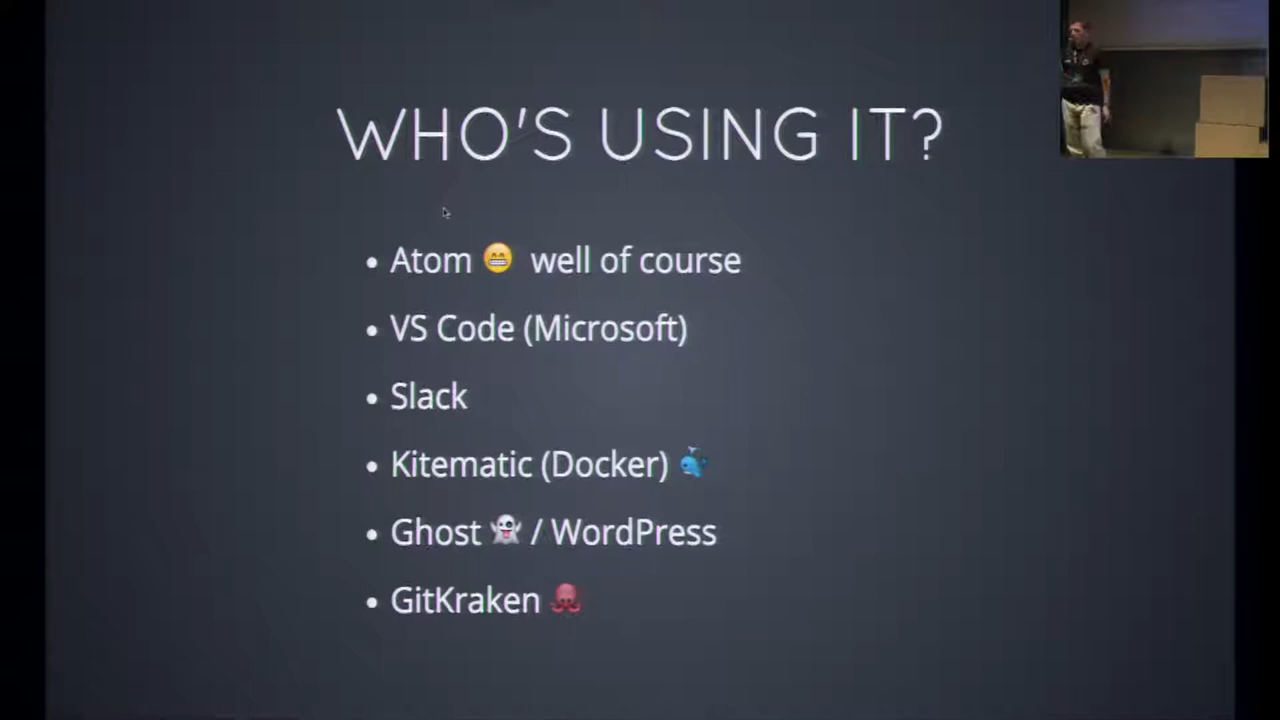 WHO'S USING IT?
• Atom 😁 well of course
• VS Code (Microsoft)
• Slack
• Kitematic (Docker) 🐳
• Ghost 👻 / WordPress
• GitKraken 🐙